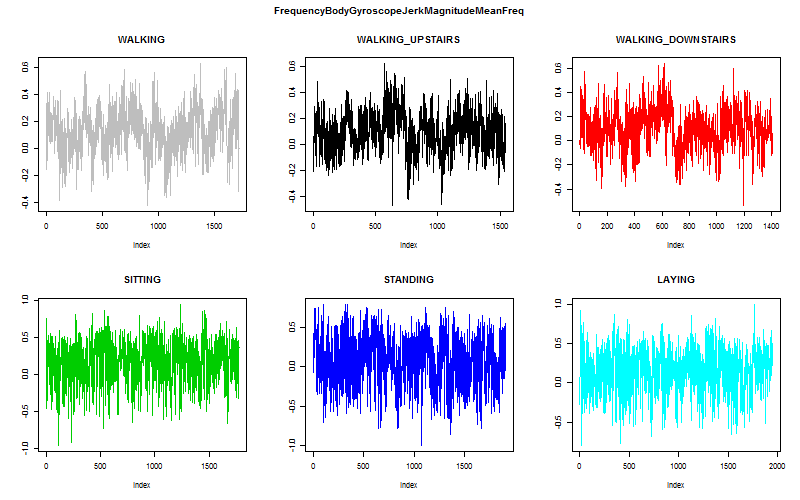 FrequencyBodyGyroscopeJerkMagnitudeMeanFreq
WALKING
WALKING_UPSTAIRS
WALKING_DOWNSTAIRS
-0.4 -0.2 0.0 0.2 0.4 0.6
0 500 1000 1500
Index
-0.4 -0.2 0.0 0.2 0.4 0.6
0 500 1000 1500
Index
-0.4 -0.2 0.0 0.2 0.4 0.6
0 200 400 600 800 1000 1200 1400
Index
SITTING
STANDING
LAYING
-1.0 -0.5 0.0 0.5 1.0
0 500 1000 1500
Index
-1.0 -0.5 0.0 0.5
0 500 1000 1500
Index
-0.5 0.0 0.5 1.0
0 500 1000 1500 2000
Index